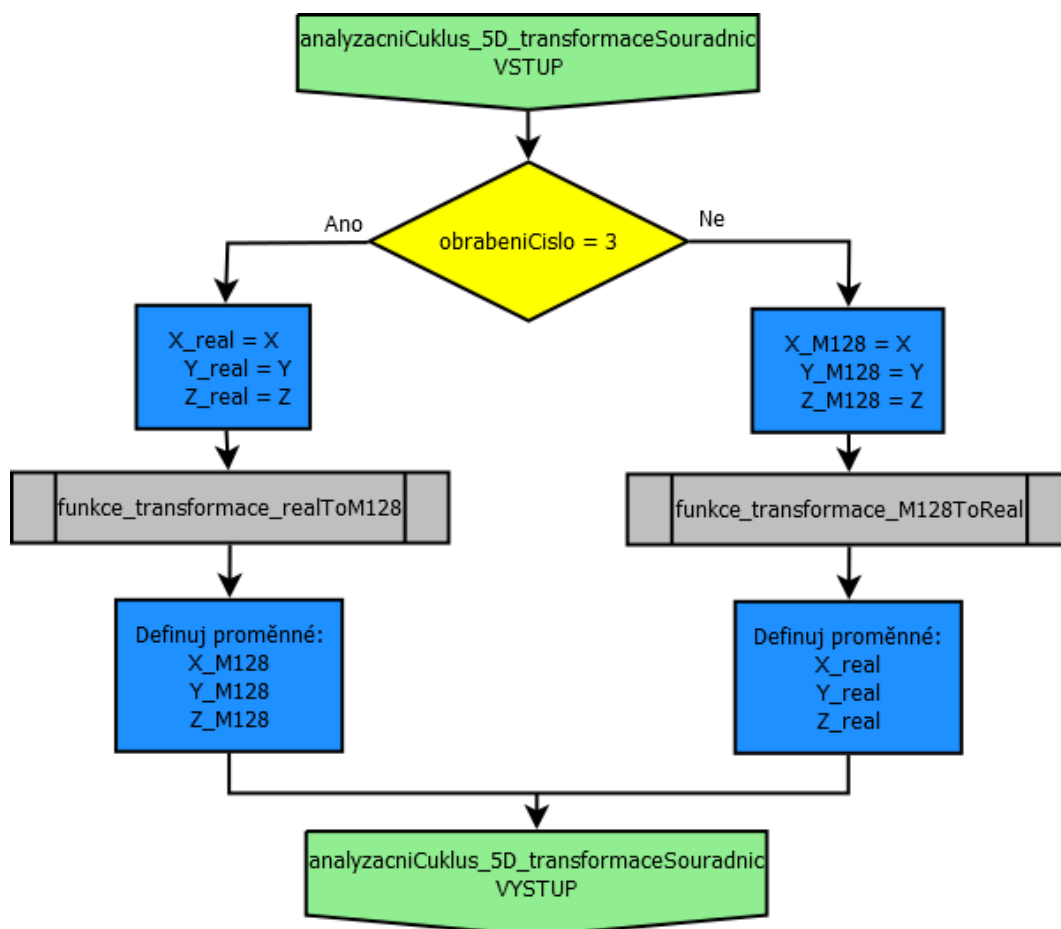 analyzacniCuklus_5D_transformaceSouradnic
VSTUP
Ano
Ne
obrabeniCislo = 3
X_real = X
Y_real = Y
Z_real = Z
X_M128 = X
Y_M128 = Y
Z_M128 = Z
funkce_transformace_realToM128
funkce_transformace_M128ToReal
Definuj proměnné:
X_M128
Y_M128
Z_M128
Definuj proměnné:
X_real
Y_real
Z_real
analyzacniCuklus_5D_transformaceSouradnic
VYSTUP